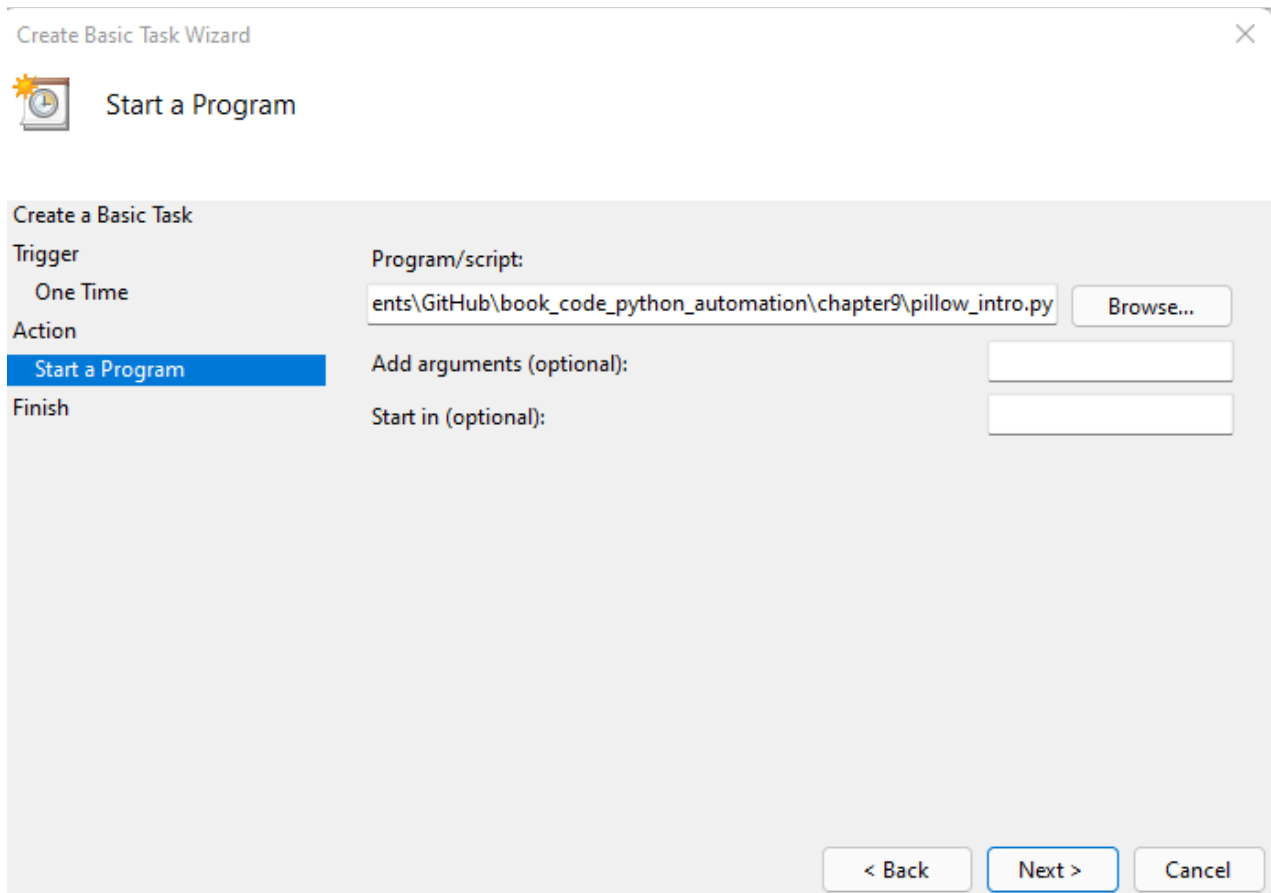 Create Basic Task Wizard
Start a Program
Create a Basic Task
Trigger
One Time
Action
Start a Program
Finish
Program/script:
ents\GitHub\book_code_python_automation\chapter9\pillow_intro.py
Browse...
Add arguments (optional):
Start in (optional):
< Back
Next >
Cancel